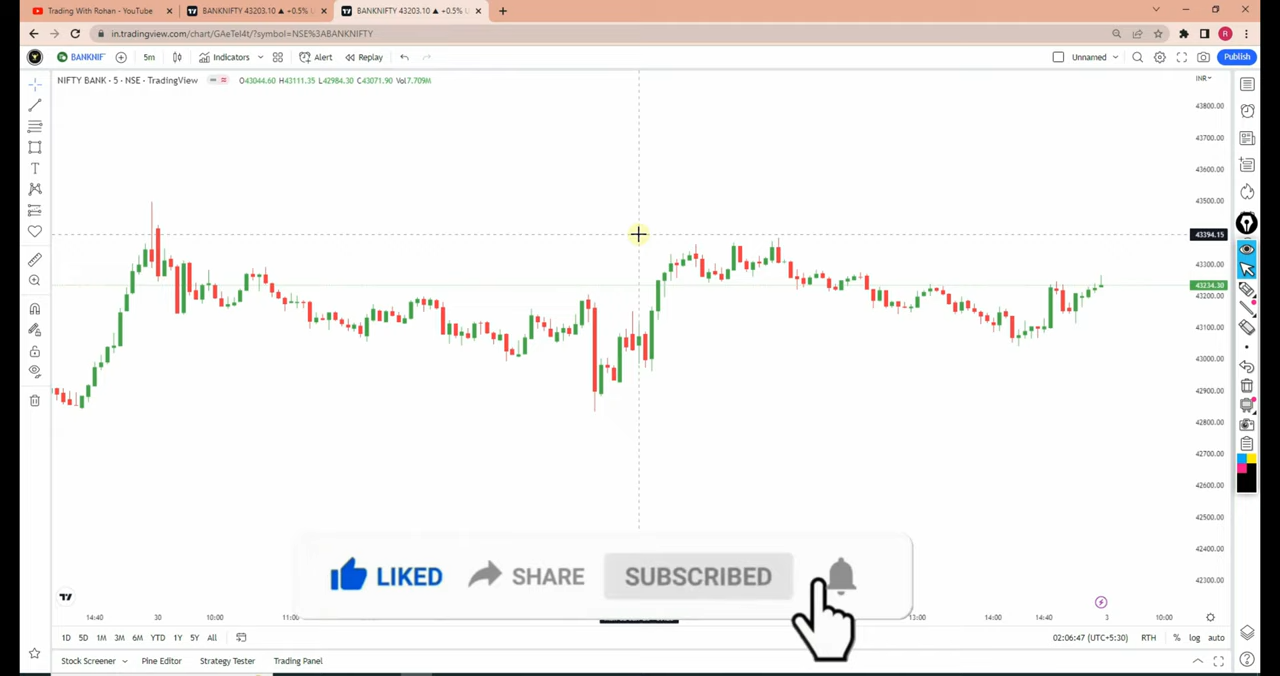 Trading With Rohan - YouTube
BANKNIFTY 43203.10 ▲ +0.5% U
BANKNIFTY 43203.10 ▲ +0.5% U
in.tradingview.com/chart/GAeTel4t/?symbol=NSE%3ABANKNIFTY
R
BANKNIF
5m
Indicators
Alert
Replay
Unnamed
Publish
NIFTY BANK · 5 · NSE · TradingView
O43044.60 H43111.35 L42984.30 C43071.90 Vol7.709M
INR
43800.00
43700.00
43600.00
43500.00
43394.15
43300.00
43234.30
43200.00
43100.00
43000.00
42900.00
42800.00
42700.00
42600.00
42500.00
42400.00
42300.00
LIKED
SHARE
SUBSCRIBED
14:40
30
10:00
11:00
13:00
14:00
14:40
3
10:00
1D 5D 1M 3M 6M YTD 1Y 5Y All
02:06:47 (UTC+5:30)
RTH
%
log
auto
Stock Screener
Pine Editor
Strategy Tester
Trading Panel